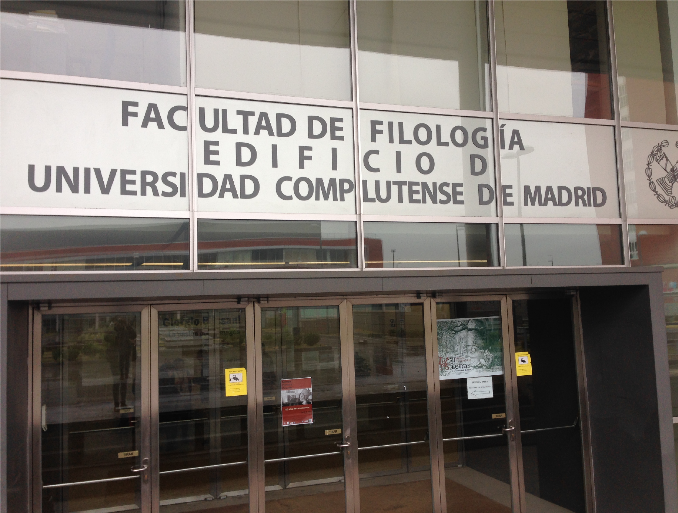 FACULTAD DE FILOLOGÍA
EDIFICIO D
UNIVERSIDAD COMPLUTENSE DE MADRID